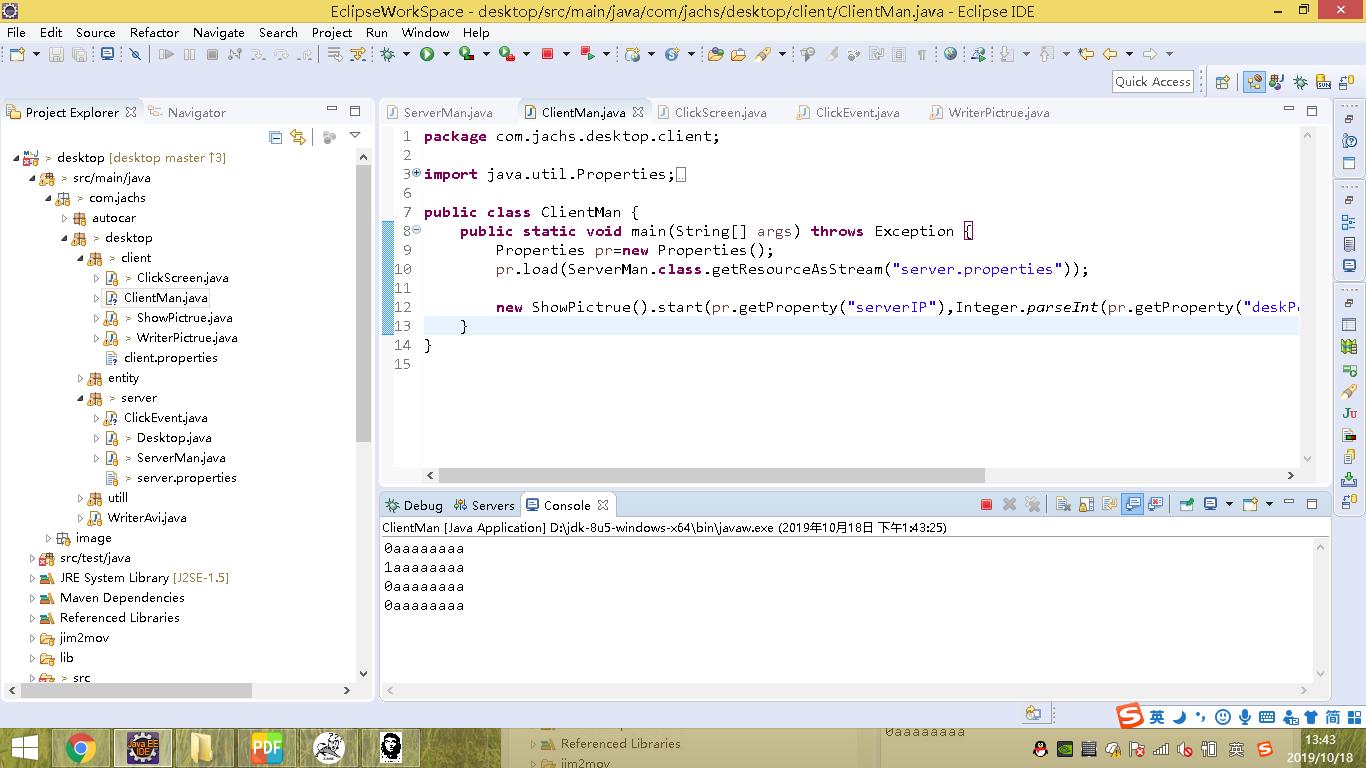 EclipseWorkSpace - desktop/src/main/java/com/jachs/desktop/client/ClientMan.java - Eclipse IDE
File Edit Source Refactor Navigate Search Project Run Window Help
Quick Access
Project Explorer Navigator
> desktop [desktop master ↑3]
> src/main/java
> com.jachs
autocar
> desktop
> client
> ClickScreen.java
ClientMan.java
> ShowPictrue.java
> WriterPictrue.java
client.properties
entity
> server
ClickEvent.java
> Desktop.java
> ServerMan.java
> server.properties
utill
WriterAvi.java
image
src/test/java
JRE System Library [J2SE-1.5]
Maven Dependencies
Referenced Libraries
jim2mov
lib
> src
ServerMan.java ClientMan.java ClickScreen.java ClickEvent.java WriterPictrue.java
1 package com.jachs.desktop.client;
2
3 import java.util.Properties;
6
7 public class ClientMan {
8 public static void main(String[] args) throws Exception {
9 Properties pr=new Properties();
10 pr.load(ServerMan.class.getResourceAsStream("server.properties"));
11
12 new ShowPictrue().start(pr.getProperty("serverIP"),Integer.parseInt(pr.getProperty("deskP
13 }
14 }
15
Debug Servers Console
ClientMan [Java Application] D:\jdk-8u5-windows-x64\bin\javaw.exe (2019年10月18日 下午1:43:25)
0aaaaaaaa
1aaaaaaaa
0aaaaaaaa
0aaaaaaaa
英 简
Java EE IDE
PDF
Referenced Libraries
jim2mov
0aaaaaaaa
英
13:43
2019/10/18